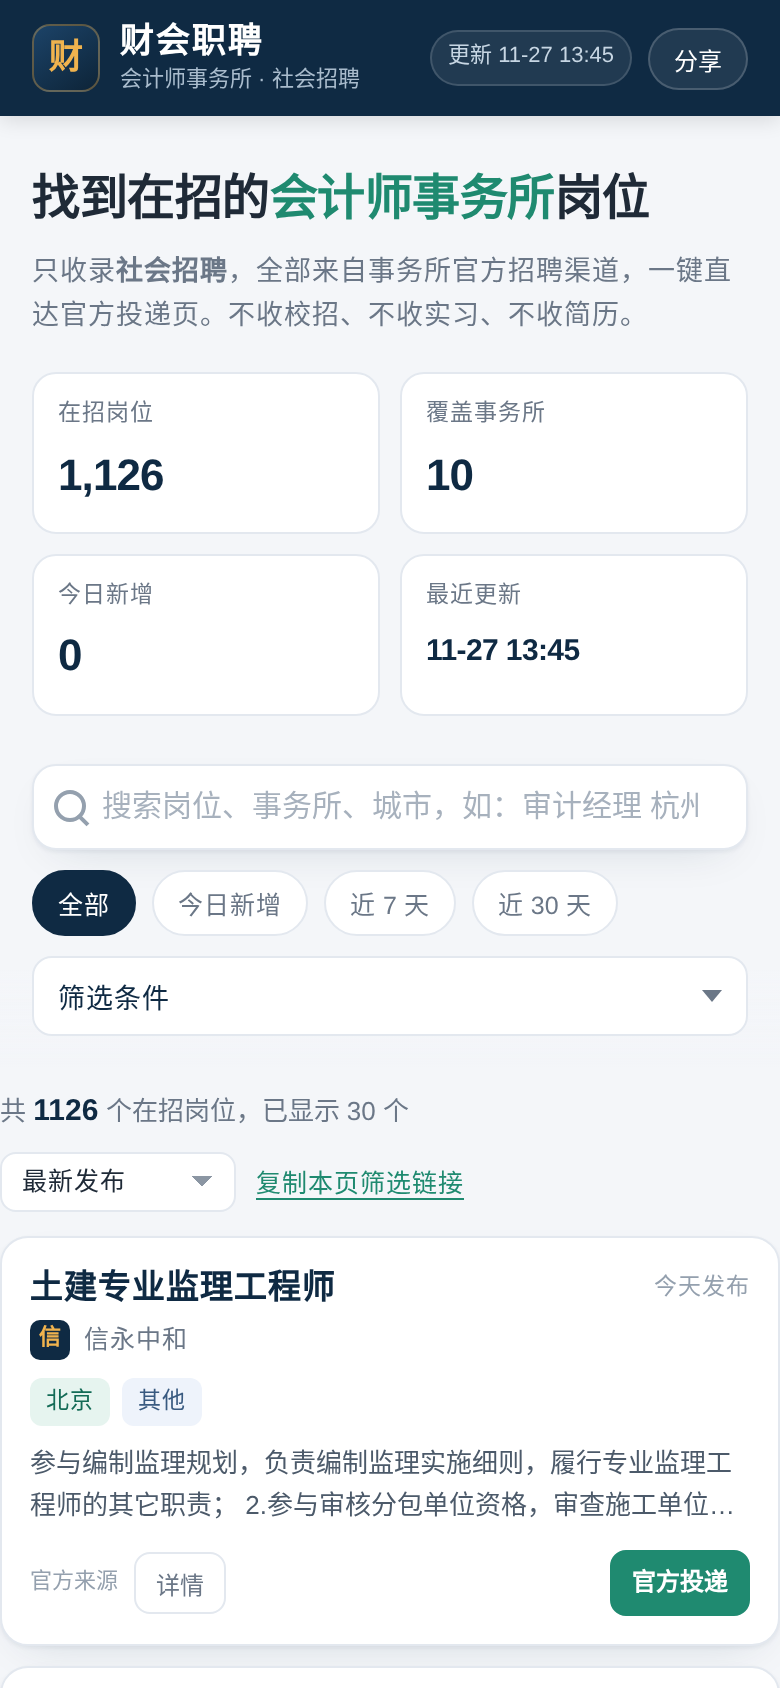 财
财会职聘
会计师事务所 · 社会招聘
更新 11-27 13:45
分享
找到在招的会计师事务所岗位
只收录社会招聘，全部来自事务所官方招聘渠道，一键直
达官方投递页。不收校招、不收实习、不收简历。
在招岗位
1,126
覆盖事务所
10
今日新增
0
最近更新
11-27 13:45
搜索岗位、事务所、城市，如：审计经理 杭州
全部
今日新增
近 7 天
近 30 天
筛选条件
共 1126 个在招岗位，已显示 30 个
最新发布
复制本页筛选链接
土建专业监理工程师
今天发布
信
信永中和
北京
其他
参与编制监理规划，负责编制监理实施细则，履行专业监理工
程师的其它职责； 2.参与审核分包单位资格，审查施工单位...
官方来源
详情
官方投递